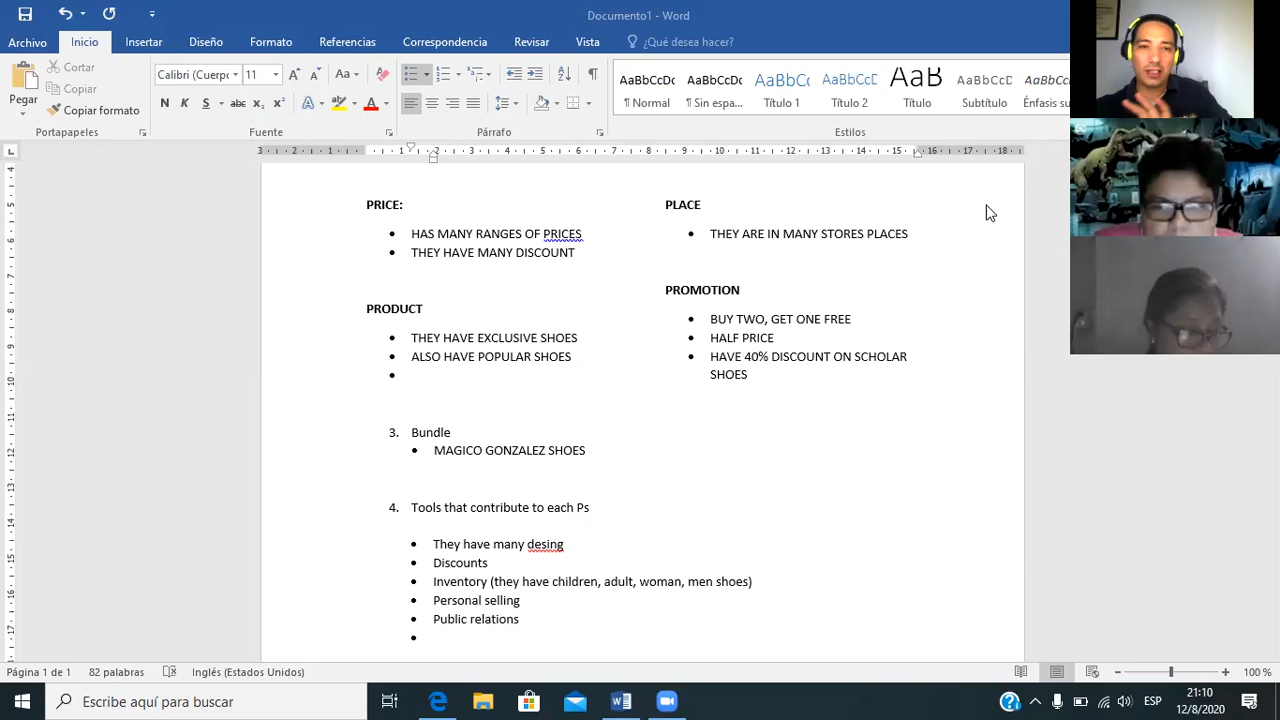 Document1 - Word
Archivo Inicio Insertar Diseño Formato Referencias Correspondencia Revisar Vista ¿Qué desea hacer?
Pegar
Cortar
Copiar
Copiar formato
Portapapeles
Calibri (Cuerpo 11
Fuente
Párrafo
AaBbCcDc AaBbCcDc AaBbCc AaBbCcD AaB AaBbCcD AaBbCcDc
¶ Normal ¶ Sin espa... Título 1 Título 2 Título Subtítulo Énfasis su
Estilos
PRICE:
• HAS MANY RANGES OF PRICES
• THEY HAVE MANY DISCOUNT
PRODUCT
• THEY HAVE EXCLUSIVE SHOES
• ALSO HAVE POPULAR SHOES
•
PLACE
• THEY ARE IN MANY STORES PLACES
PROMOTION
• BUY TWO, GET ONE FREE
• HALF PRICE
• HAVE 40% DISCOUNT ON SCHOLAR
SHOES
3. Bundle
• MAGICO GONZALEZ SHOES
4. Tools that contribute to each Ps
• They have many desing
• Discounts
• Inventory (they have children, adult, woman, men shoes)
• Personal selling
• Public relations
•
Página 1 de 1 82 palabras Inglés (Estados Unidos) 100 %
Escribe aquí para buscar
ESP
21:10
12/8/2020